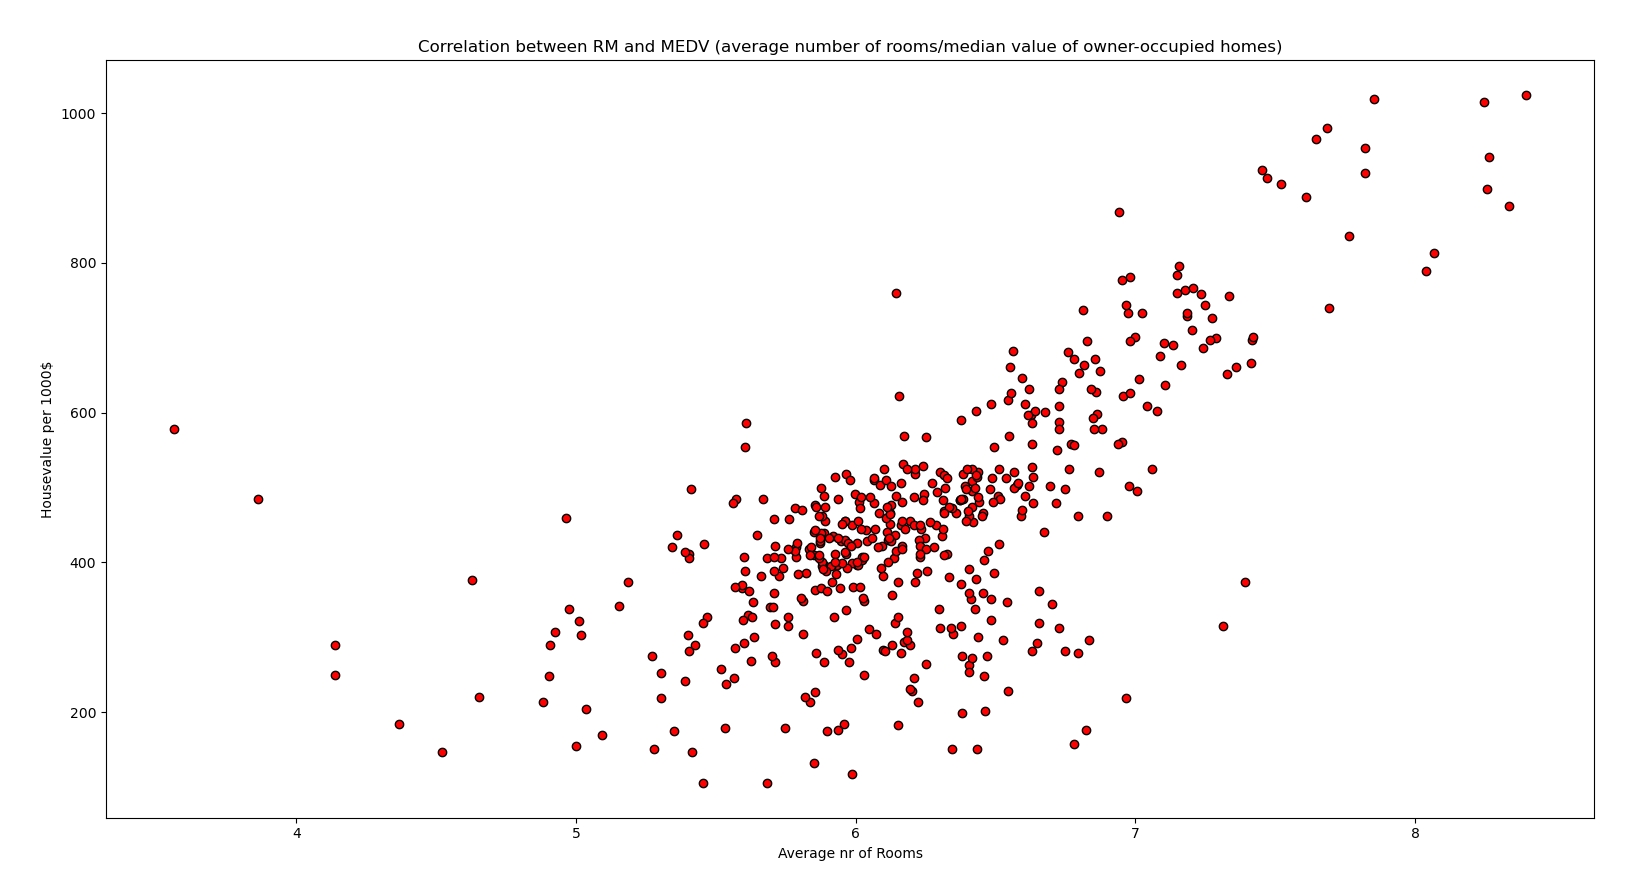 Correlation between RM and MEDV (average number of rooms/median value of owner-occupied homes)
1000
800
600
400
200
Housevalue per 1000$
4 5 6 7 8
Average nr of Rooms